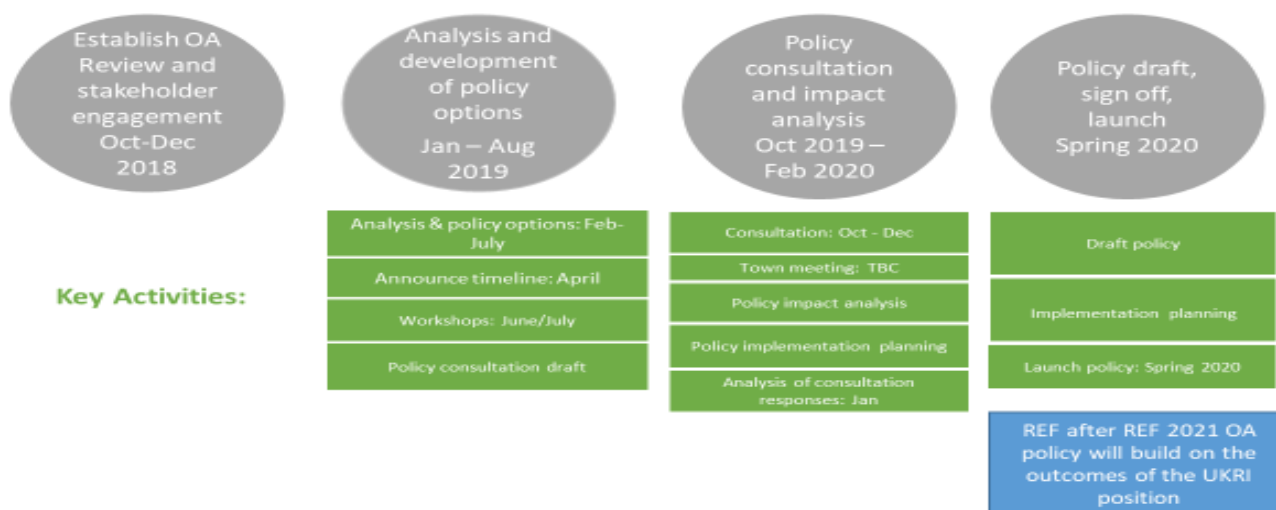 Establish OA
Review and
stakeholder
engagement
Oct-Dec
2018
Analysis and
development
of policy
options
Jan – Aug
2019
Policy
consultation
and impact
analysis
Oct 2019 –
Feb 2020
Policy draft,
sign off,
launch
Spring 2020
Key Activities:
Analysis & policy options: Feb-
July
Announce timeline: April
Workshops: June/July
Policy consultation draft
Consultation: Oct - Dec
Town meeting: TBC
Policy impact analysis
Policy implementation planning
Analysis of consultation
responses: Jan
Draft policy
Implementation planning
Launch policy: Spring 2020
REF after REF 2021 OA
policy will build on the
outcomes of the UKRI
position